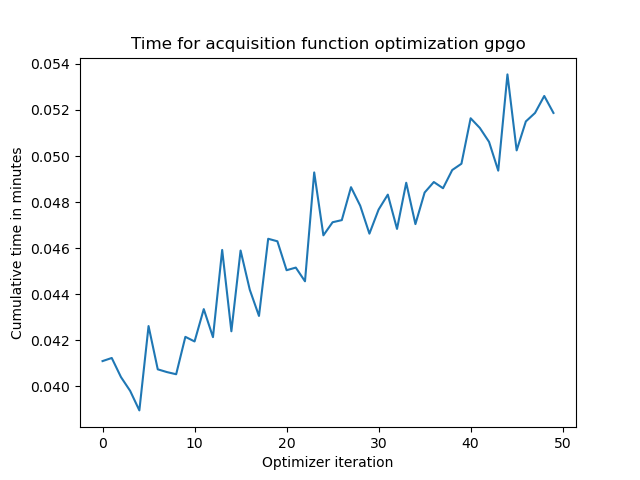 Time for acquisition function optimization gpgo
0.054
0.052
0.050
0.048
0.046
0.044
0.042
0.040
Cumulative time in minutes
0 10 20 30 40 50
Optimizer iteration